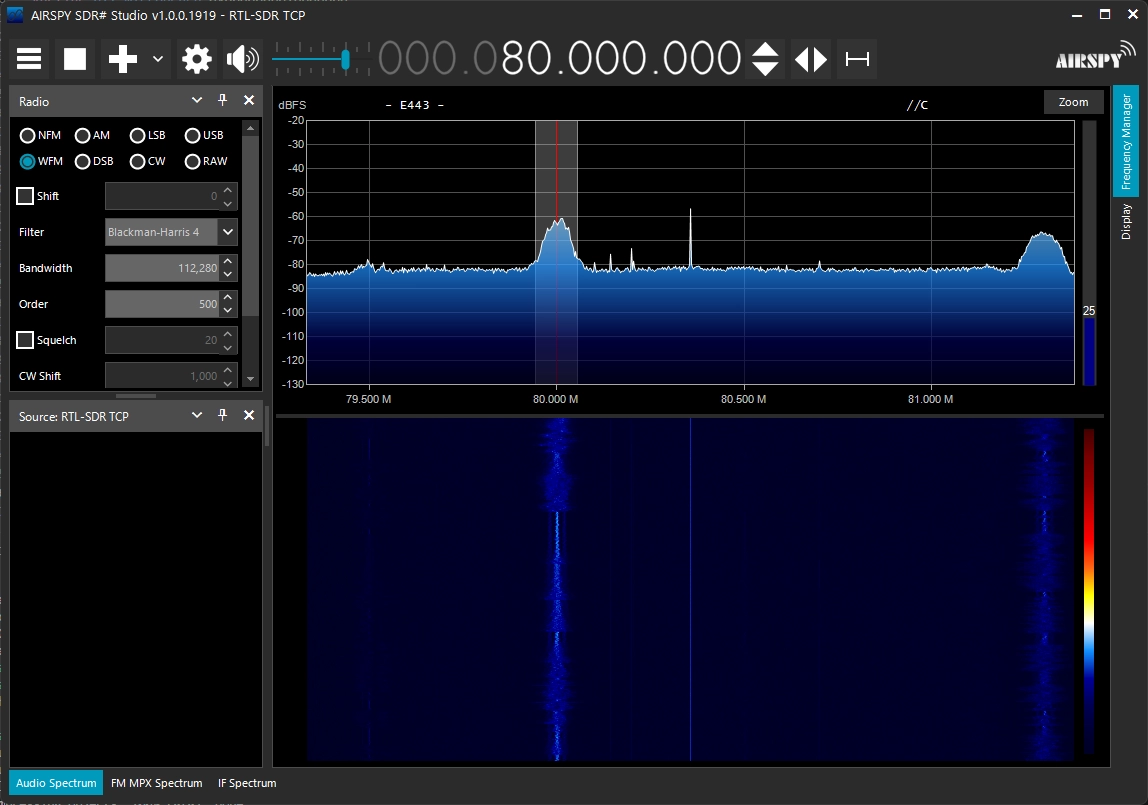 AIRSPY SDR# Studio v1.0.0.1919 - RTL-SDR TCP
000.080.000.000
AIRSPY
Radio
NFM AM LSB USB
WFM DSB CW RAW
Shift 0
Filter Blackman-Harris 4
Bandwidth 112,280
Order 500
Squelch 20
CW Shift 1,000
Source: RTL-SDR TCP
dBFS - E443 - //C Zoom
-20
-30
-40
-50
-60
-70
-80
-90
-100
-110
-120
-130
79.500 M 80.000 M 80.500 M 81.000 M
25
Frequency Manager
Display
Audio Spectrum FM MPX Spectrum IF Spectrum